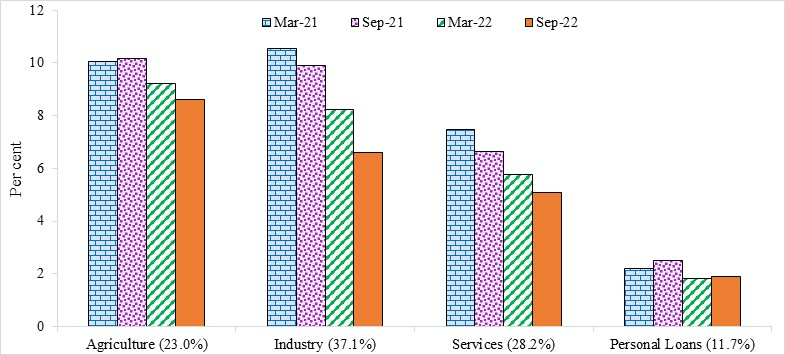 12
Mar-21 Sep-21 Mar-22 Sep-22
10
8
Per cent
6
4
2
0
Agriculture (23.0%) Industry (37.1%) Services (28.2%) Personal Loans (11.7%)